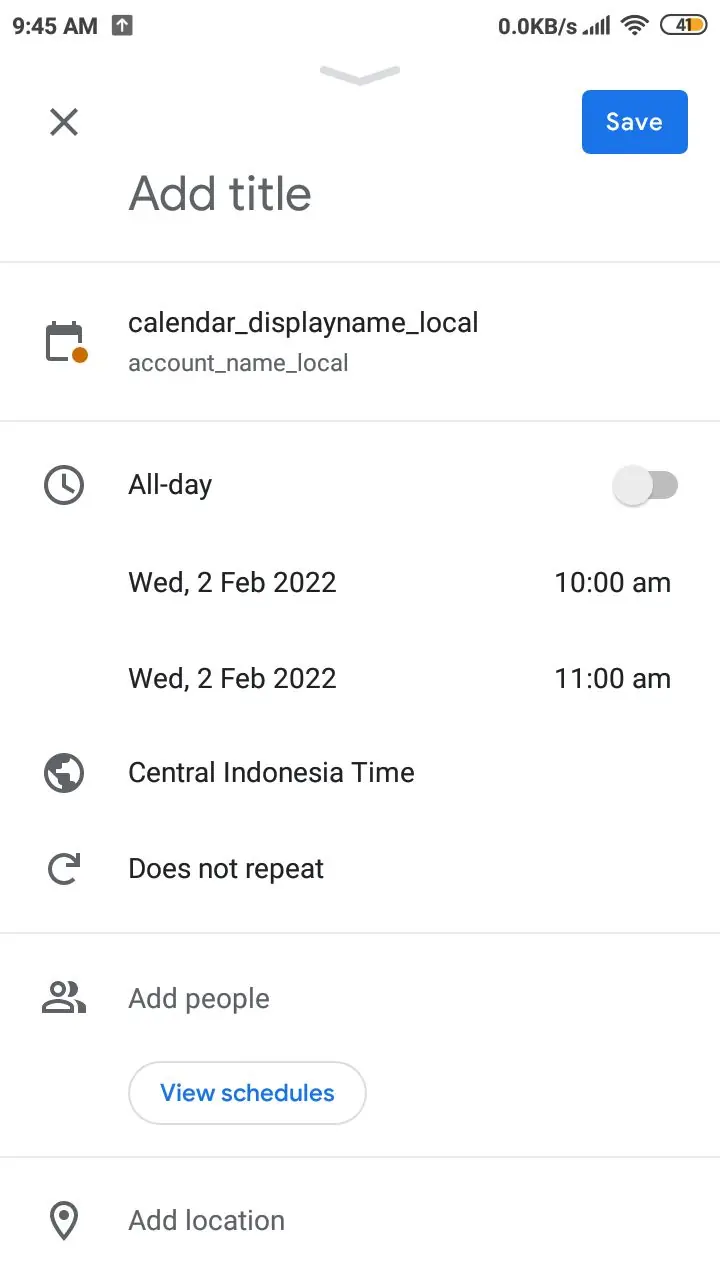 9:45 AM 0.0KB/s 41
Save
Add title
calendar_displayname_local
account_name_local
All-day
Wed, 2 Feb 2022 10:00 am
Wed, 2 Feb 2022 11:00 am
Central Indonesia Time
Does not repeat
Add people
View schedules
Add location